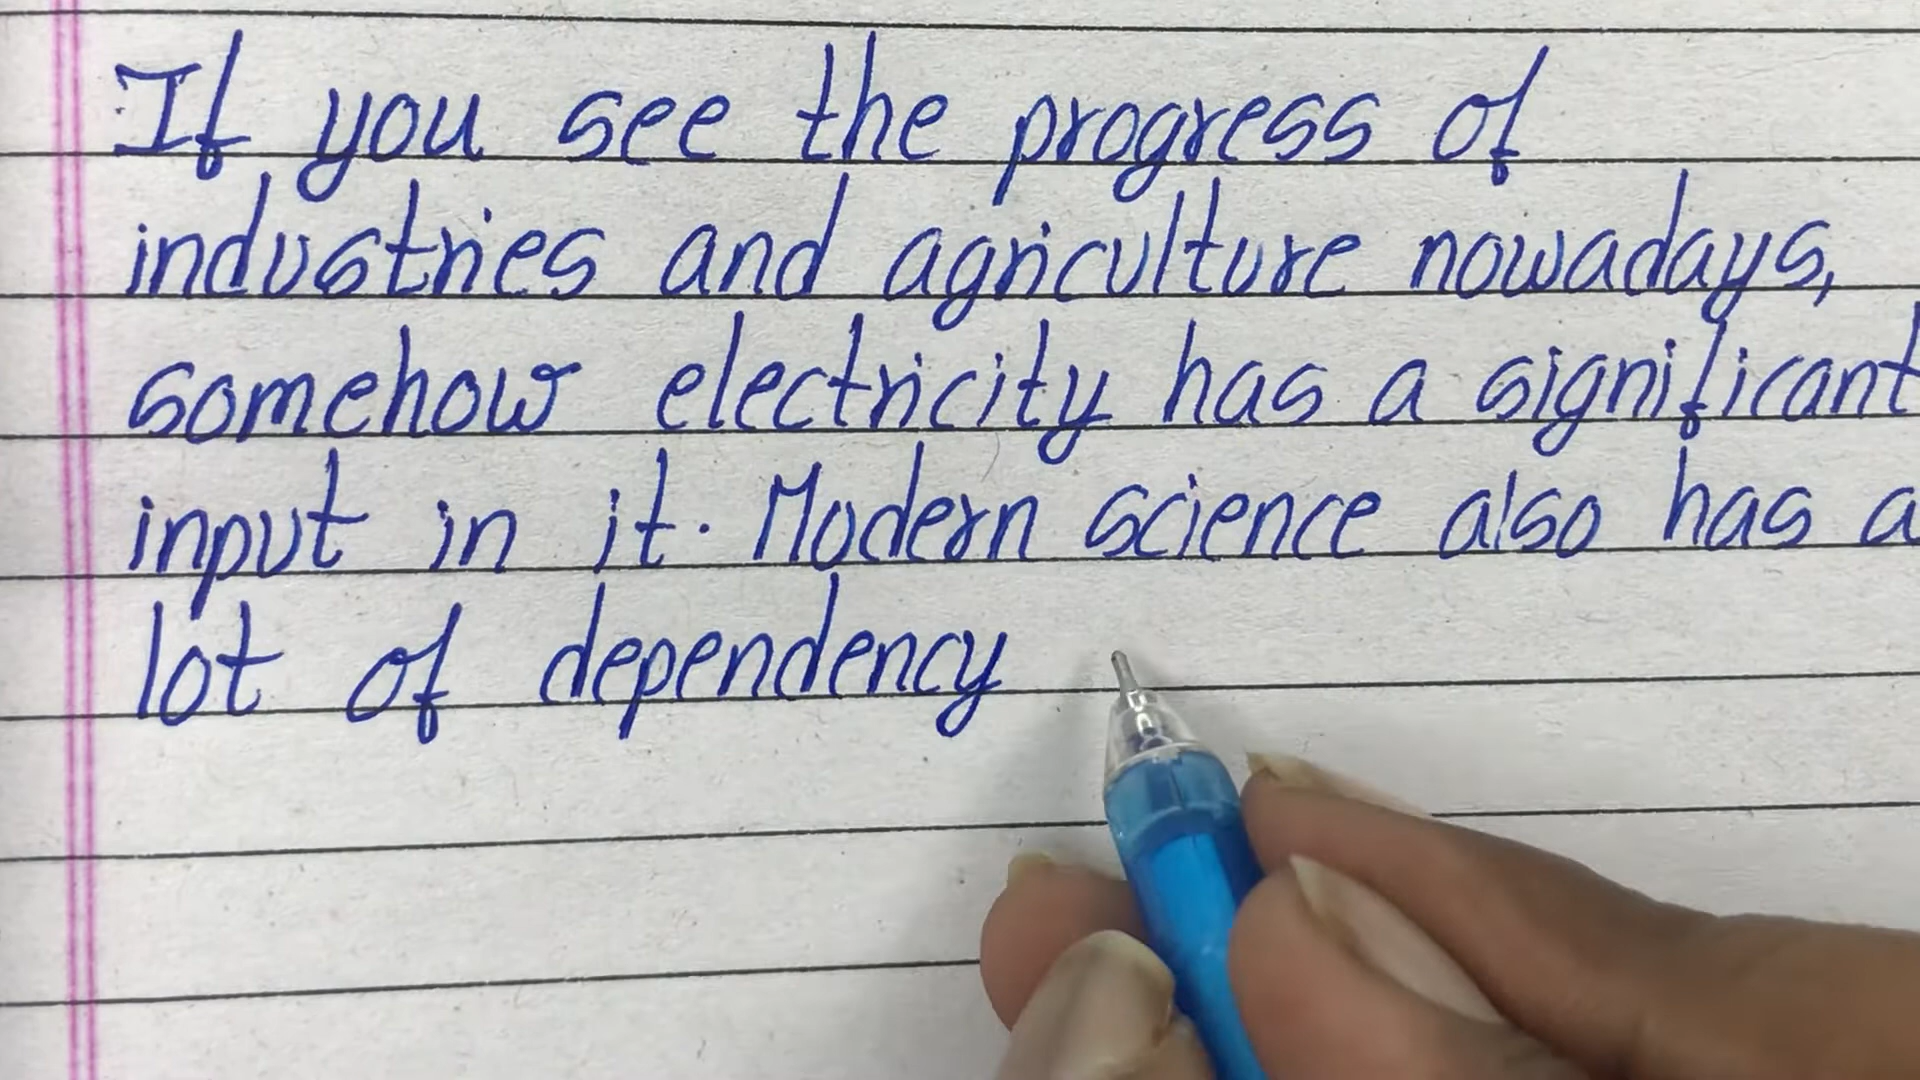 If you see the progress of
industries and agriculture nowadays,
somehow electricity has a significant
input in it. Modern science also has a
lot of dependency